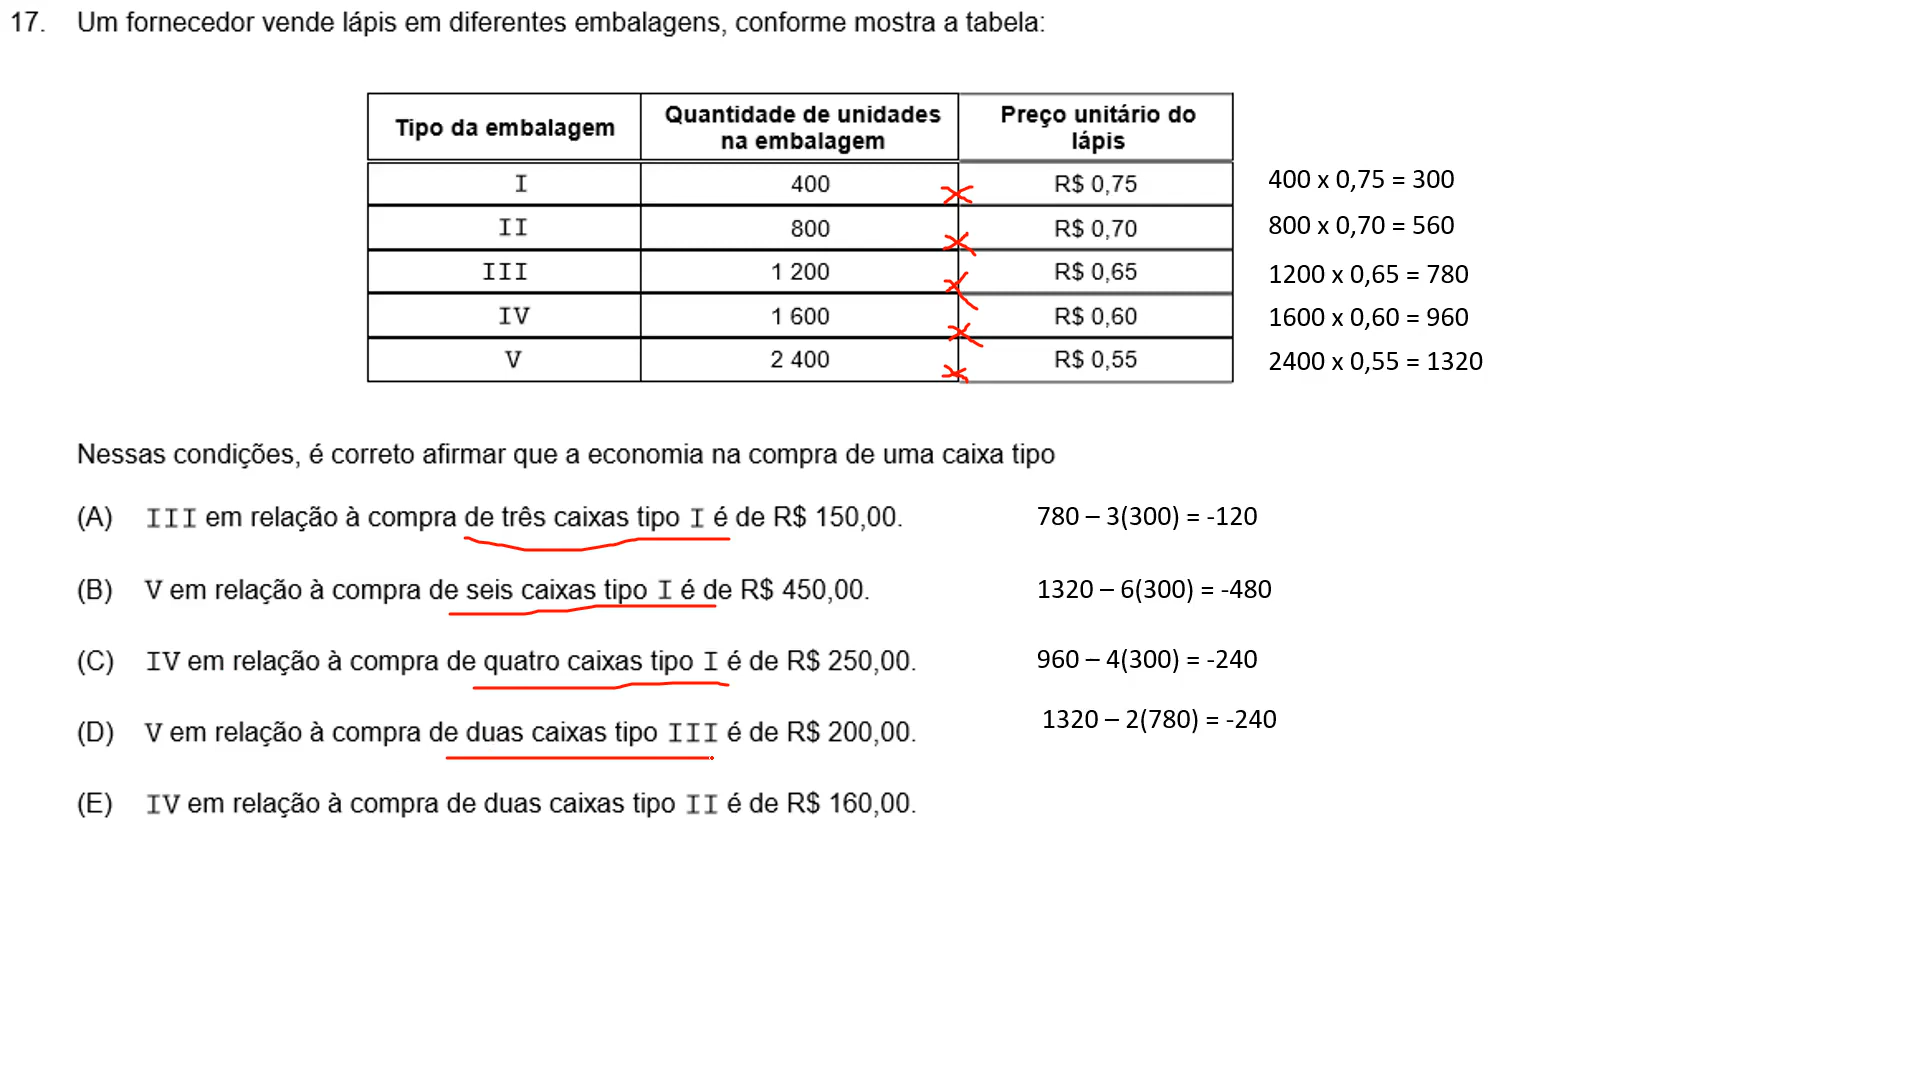 17. Um fornecedor vende lápis em diferentes embalagens, conforme mostra a tabela:
Tipo da embalagem Quantidade de unidades na embalagem Preço unitário do lápis
I 400 R$ 0,75 400 x 0,75 = 300
II 800 R$ 0,70 800 x 0,70 = 560
III 1 200 R$ 0,65 1200 x 0,65 = 780
IV 1 600 R$ 0,60 1600 x 0,60 = 960
V 2 400 R$ 0,55 2400 x 0,55 = 1320
Nessas condições, é correto afirmar que a economia na compra de uma caixa tipo
(A) III em relação à compra de três caixas tipo I é de R$ 150,00. 780 – 3(300) = -120
(B) V em relação à compra de seis caixas tipo I é de R$ 450,00. 1320 – 6(300) = -480
(C) IV em relação à compra de quatro caixas tipo I é de R$ 250,00. 960 – 4(300) = -240
(D) V em relação à compra de duas caixas tipo III é de R$ 200,00. 1320 – 2(780) = -240
(E) IV em relação à compra de duas caixas tipo II é de R$ 160,00.